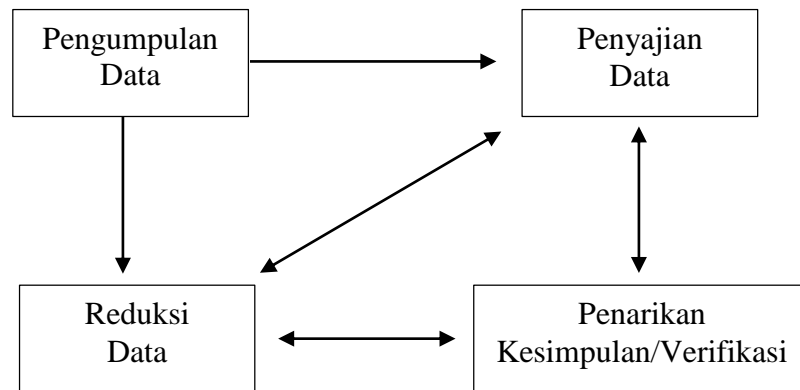 Pengumpulan
Data
Penyajian
Data
Reduksi
Data
Penarikan
Kesimpulan/Verifikasi